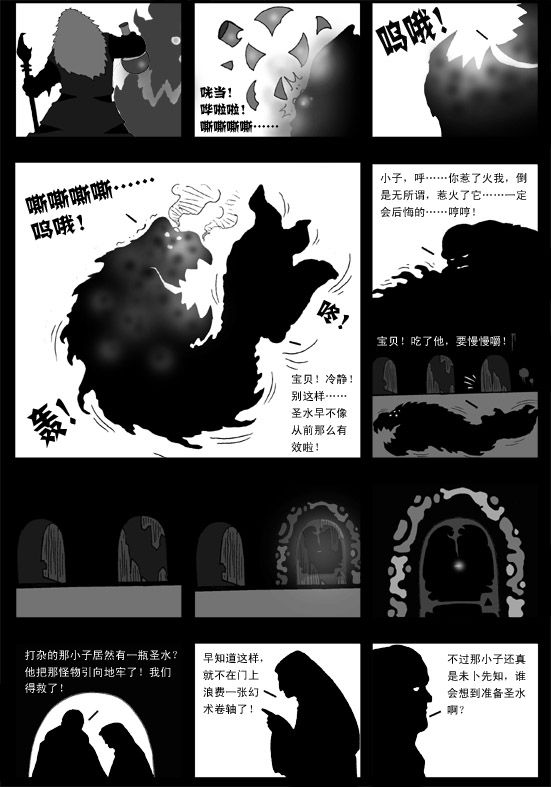 咣当！
哗啦啦！
嘶嘶嘶嘶……
呜哦！
呜哦！
咚！
轰！
宝贝！冷静！
别这样……
圣水早不像
从前那么有
效啦！
小子，呼……你惹了火我，倒
是无所谓，惹火了它……一定
会后悔的……哼哼！
宝贝！吃了他，要慢慢嚼！
打杂的那小子居然有一瓶圣水？
他把那怪物引向地牢了！我们
得救了！
早知道这样，
就不在门上
浪费一张幻
术卷轴了！
不过那小子还真
是未卜先知，谁
会想到准备圣水
啊？